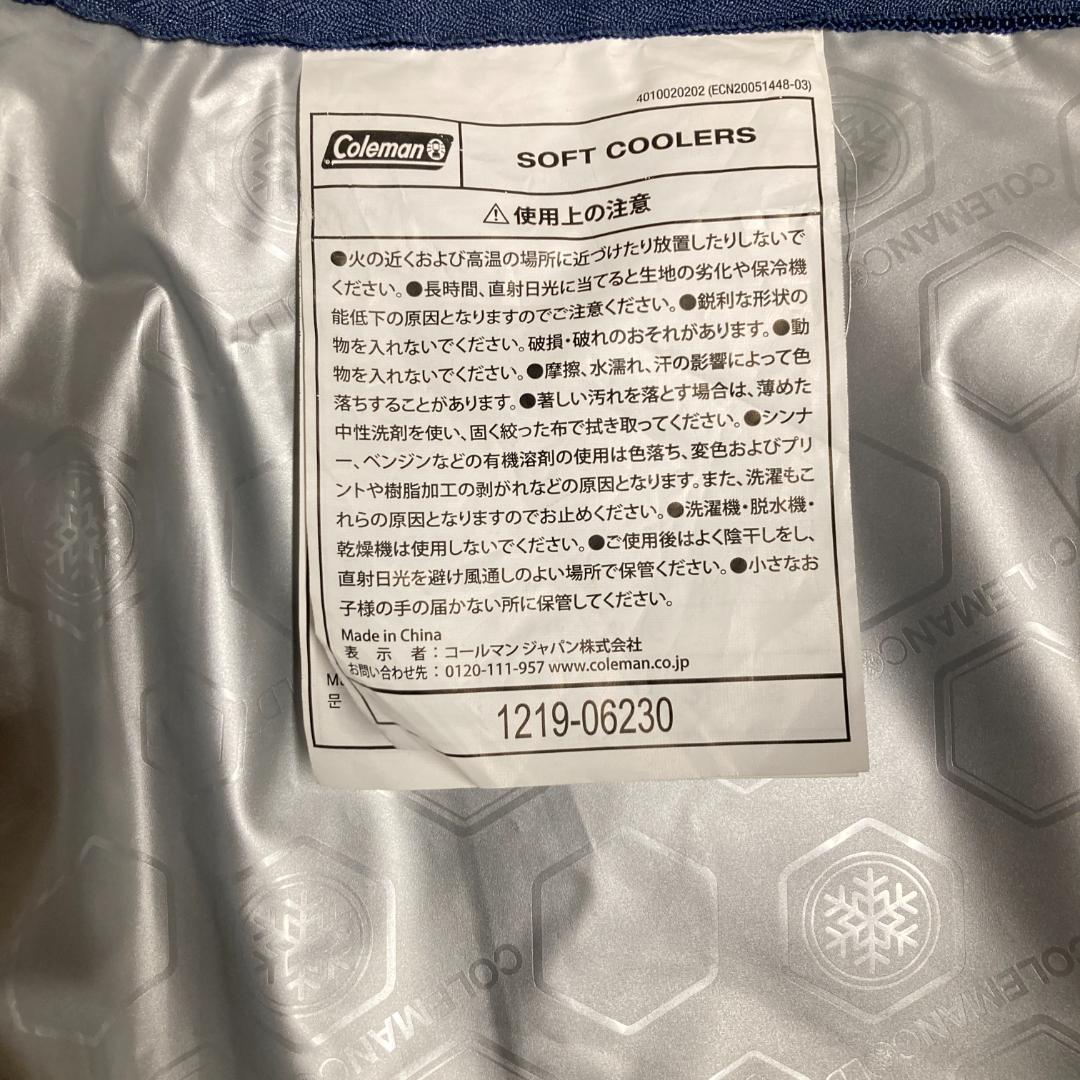 4010020202 (ECN20051448-03)
Coleman
SOFT COOLERS
⚠使用上の注意
●火の近くおよび高温の場所に近づけたり放置したりしないで
ください。●長時間、直射日光に当てると生地の劣化や保冷機
能低下の原因となりますのでご注意ください。●鋭利な形状の
物を入れないでください。破損・破れのおそれがあります。●動
物を入れないでください。●摩擦、水濡れ、汗の影響によって色
落ちすることがあります。●著しい汚れを落とす場合は、薄めた
中性洗剤を使い、固く絞った布で拭き取ってください。●シンナ
ー、ベンジンなどの有機溶剤の使用は色落ち、変色およびプリ
ントや樹脂加工の剥がれなどの原因となります。また、洗濯もこ
れらの原因となりますのでお止めください。●洗濯機・脱水機・
乾燥機は使用しないでください。●ご使用後はよく陰干しをし、
直射日光を避け風通しのよい場所で保管ください。●小さなお
子様の手の届かない所に保管してください。
Made in China
表示者：コールマン ジャパン株式会社
お問い合わせ先：0120-111-957 www.coleman.co.jp
문
1219-06230
COLEMAN
COLEMAN
COLEMAN
COLEMAN
COLEMAN